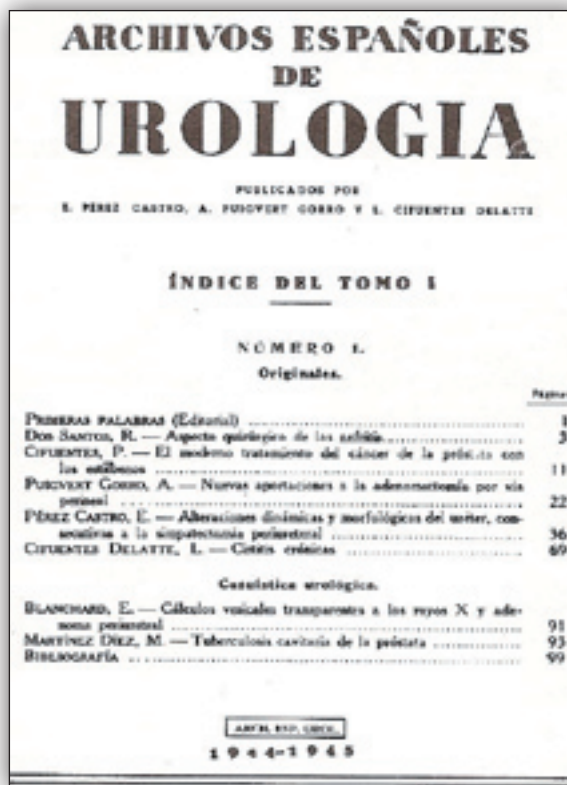 ARCHIVOS ESPAÑOLES
DE
UROLOGIA
PUBLICADOS POR
E. PÉREZ CASTRO, A. PUIGVERT GORRO Y L. CIFUENTES DELATTE
ÍNDICE DEL TOMO I
NÚMERO 1.
Originales.
Páginas
PRIMERAS PALABRAS (Editorial) 1
DOS SANTOS, R. — Aspecto quirúrgico de las 3
CIFUENTES, P. — El moderno tratamiento del cáncer de la próstata con
los estilbenos 11
PUIGVERT GORRO, A. — Nuevas aportaciones a la adenomectomía por vía
perineal 22
PÉREZ CASTRO, E. — Alteraciones dinámicas y morfológicas del uréter, con-
secutivas a la simpatectomía periureteral 36
CIFUENTES DELATTE, L. — Cistitis crónicas 69
Casuística urológica.
BLANCHARD, E. — Cálculos vesicales transparentes a los rayos X y ade-
noma periuretral 91
MARTÍNEZ DÍEZ, M. — Tuberculosis cavitaria de la próstata 93
BIBLIOGRAFÍA 99
ARCH. ESP. UROL.
1944-1945